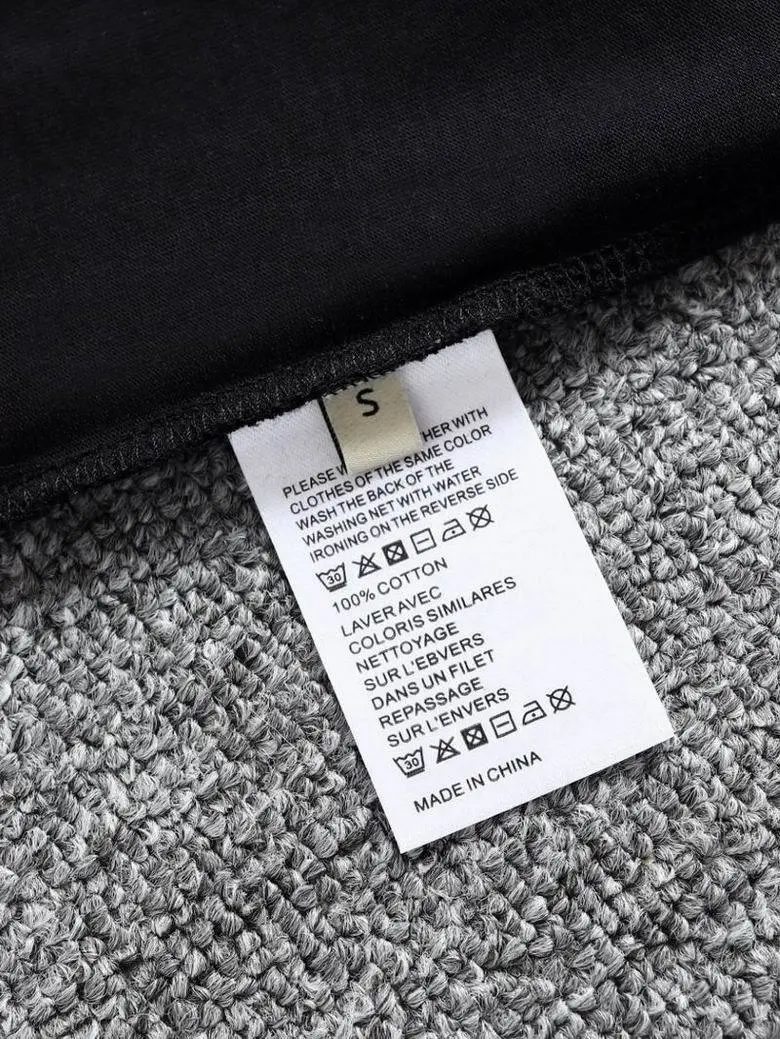 S
PLEASE W HER WITH
CLOTHES OF THE SAME COLOR
WASH THE BACK OF THE
WASHING NET WITH WATER
IRONING ON THE REVERSE SIDE
30
100% COTTON
LAVER AVEC
COLORIS SIMILARES
NETTOYAGE
SUR L'EBVERS
DANS UN FILET
REPASSAGE
SUR L'ENVERS
30
MADE IN CHINA